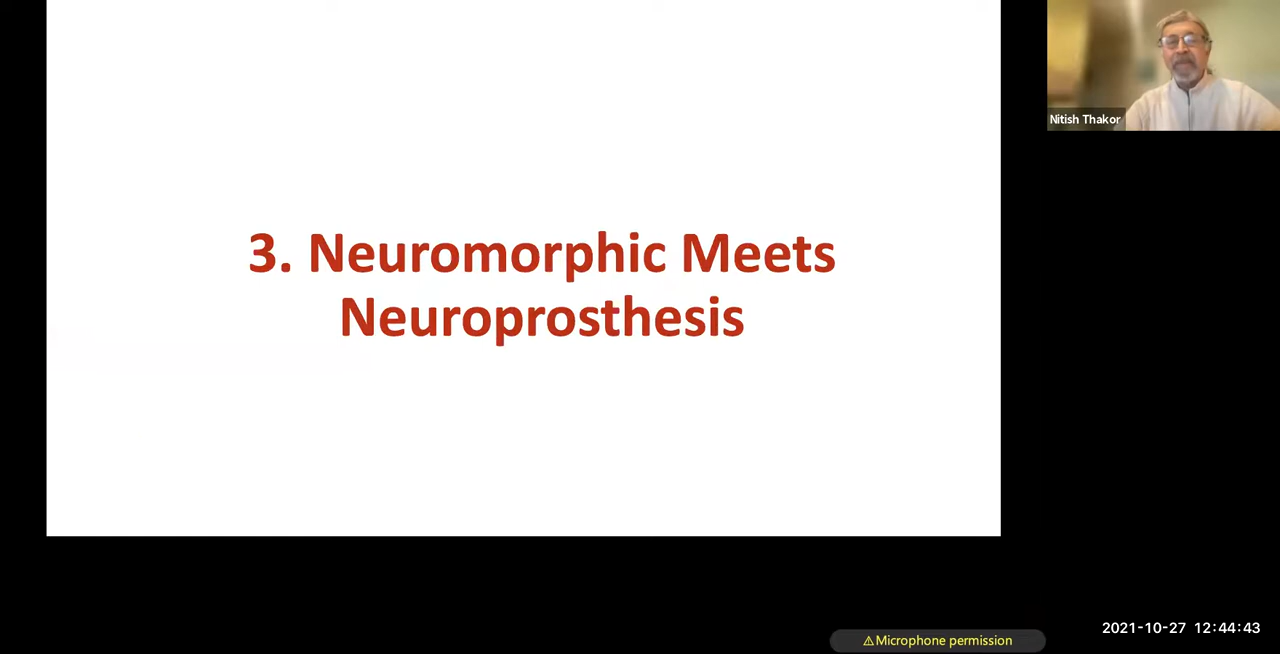 3. Neuromorphic Meets
Neuroprosthesis
Nitish Thakor
2021-10-27 12:44:43
⚠Microphone permission